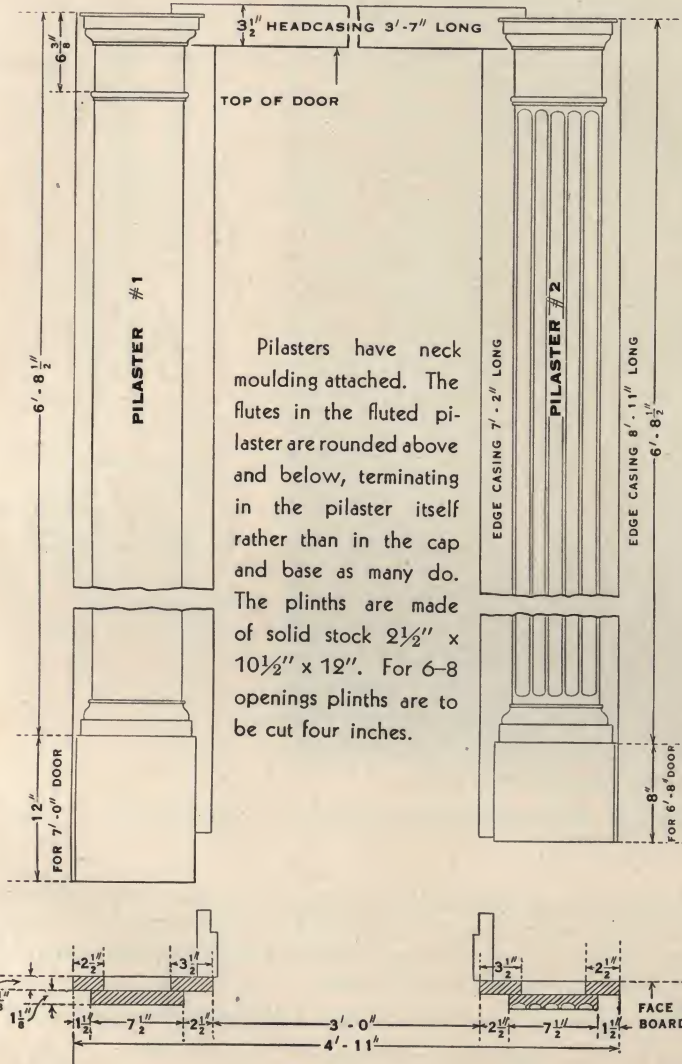 3½" HEADCASING 3'-7" LONG
6⅜"
TOP OF DOOR
PILASTER #1
6'-8½"
PILASTER #2
EDGE CASING 7'-2" LONG
EDGE CASING 8'-11" LONG
6'-8½"
Pilasters have neck
moulding attached. The
flutes in the fluted pi-
laster are rounded above
and below, terminating
in the pilaster itself
rather than in the cap
and base as many do.
The plinths are made
of solid stock 2½" x
10½" x 12". For 6–8
openings plinths are to
be cut four inches.
12"
FOR 7'-0" DOOR
8"
FOR 6'-8" DOOR
2½" 3½" 3½" 2½"
1⅛" 1½" 7½" 2½" 3'-0" 2½" 7½" 1½"
FACE
BOARD
4'-11"